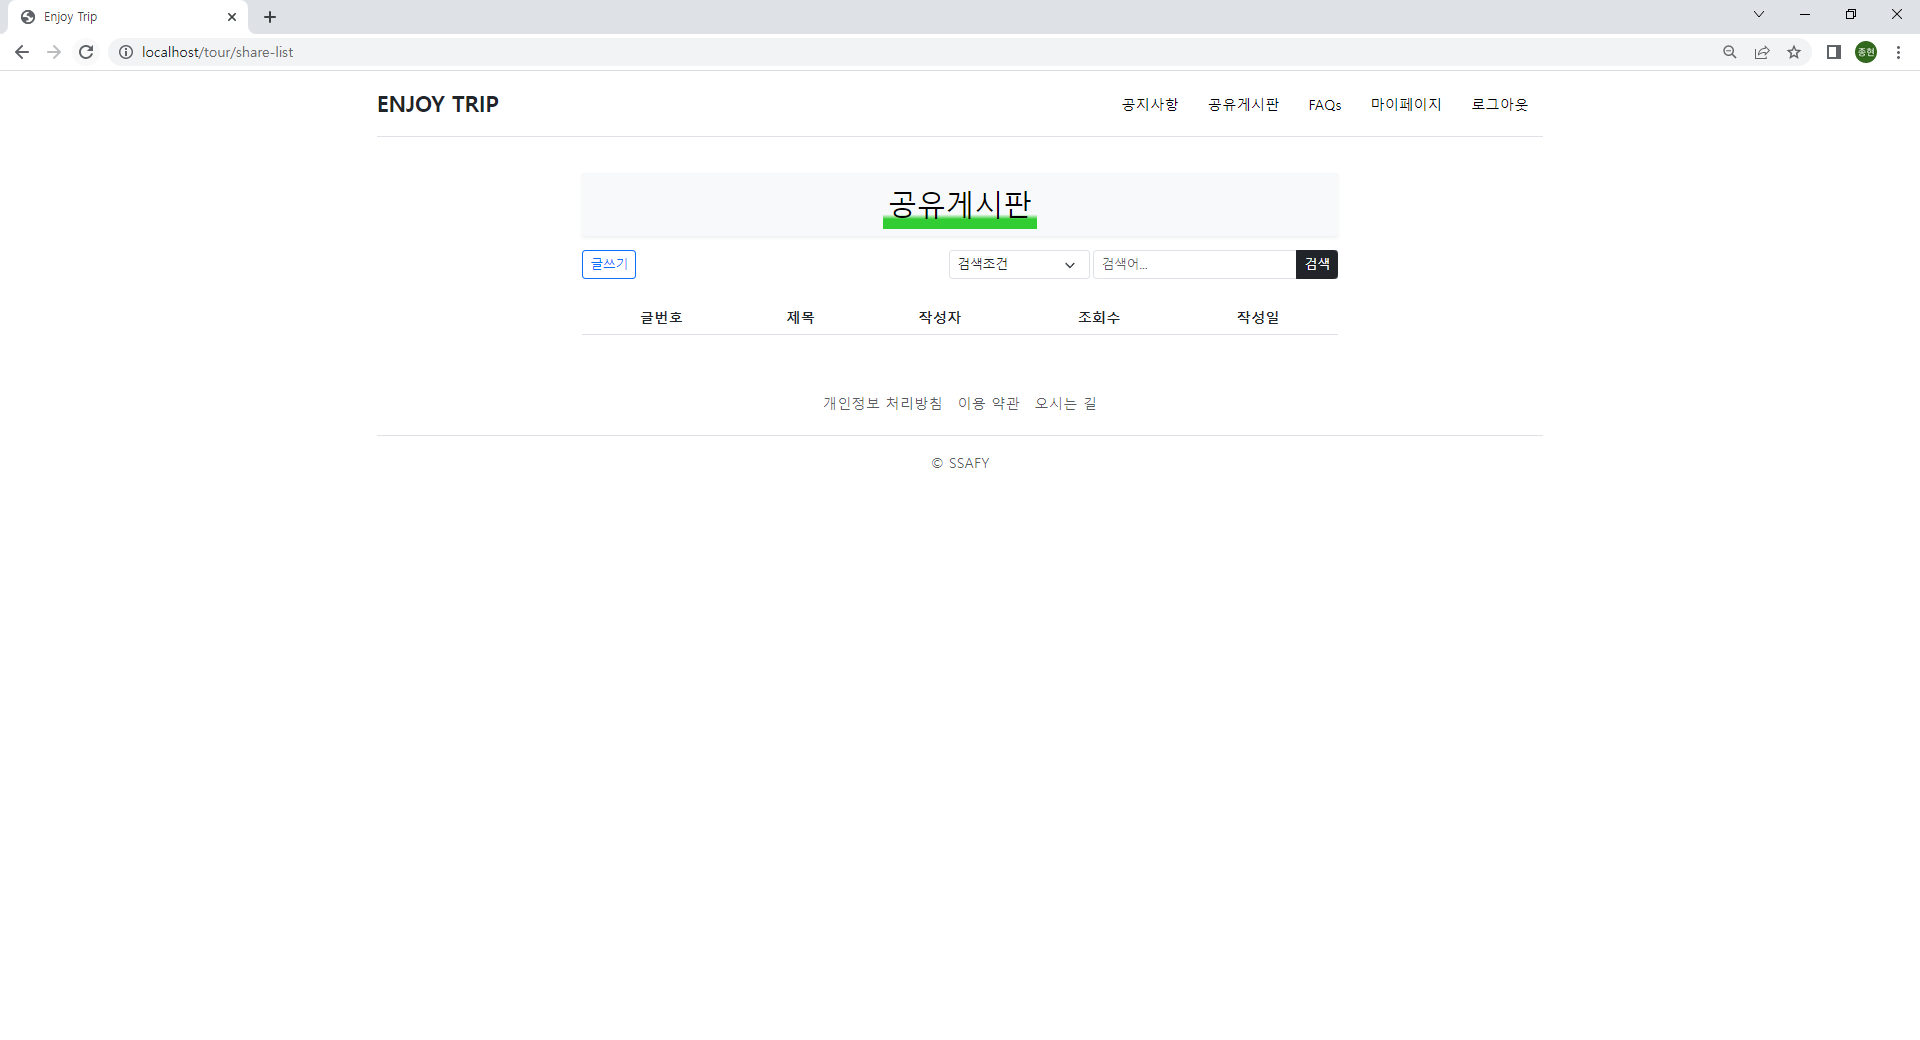 Enjoy Trip
localhost/tour/share-list
종현
ENJOY TRIP
공지사항 공유게시판 FAQs 마이페이지 로그아웃
공유게시판
글쓰기 검색조건 검색어... 검색
글번호 제목 작성자 조회수 작성일
개인정보 처리방침 이용 약관 오시는 길
© SSAFY